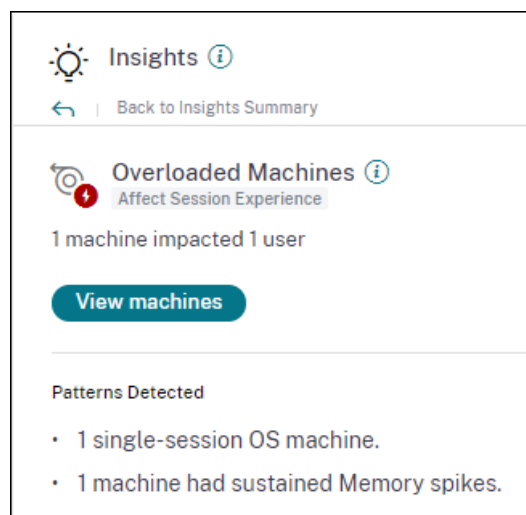 Insights
Back to Insights Summary
Overloaded Machines
Affect Session Experience
1 machine impacted 1 user
View machines
Patterns Detected
• 1 single-session OS machine.
• 1 machine had sustained Memory spikes.